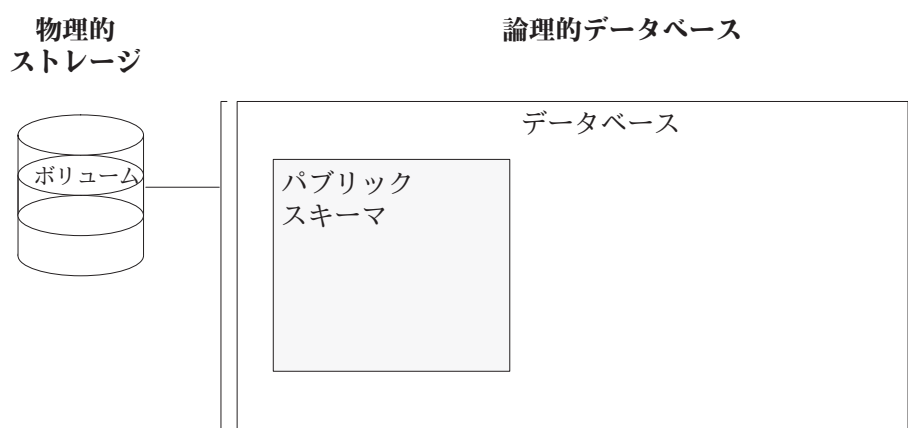 物理的
ストレージ
論理的データベース
データベース
ボリューム
パブリック
スキーマ